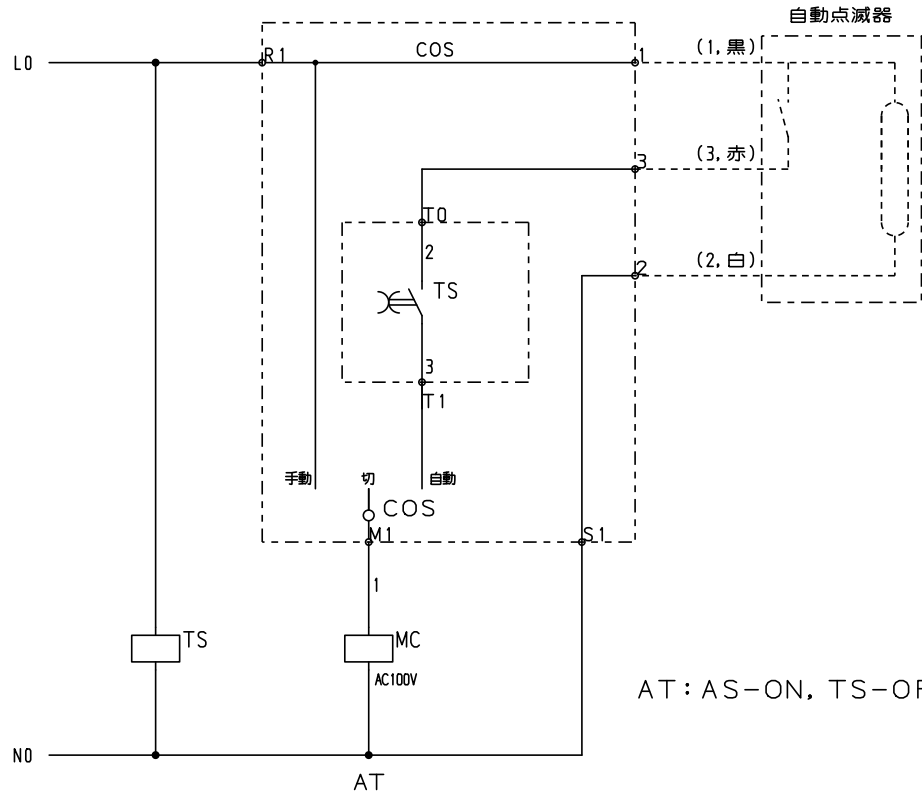 自動点滅器
L0
R1
COS
1
(1,黒)
3
(3,赤)
T0
2
2
(2,白)
TS
3
T1
手動
切
自動
COS
M1
S1
1
TS
MC
AC100V
AT:AS-ON, TS-OF
N0
AT